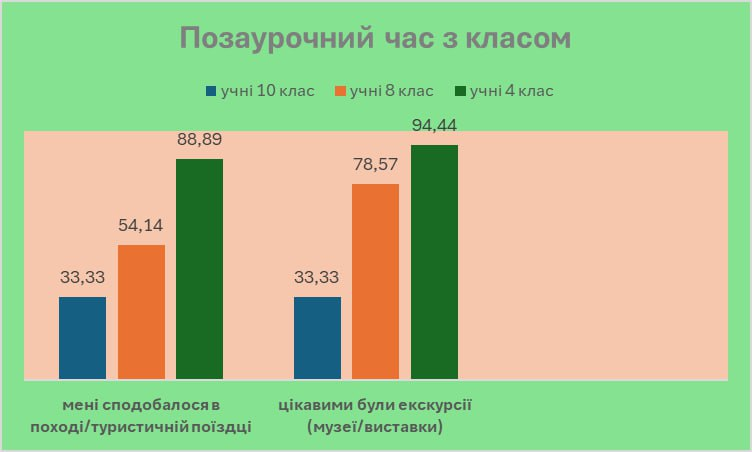 Позаурочний час з класом
учні 10 клас учні 8 клас учні 4 клас
94,44
88,89
78,57
54,14
33,33 33,33
мені сподобалося в цікавими були екскурсії
поході/туристичній поїздці (музеї/виставки)